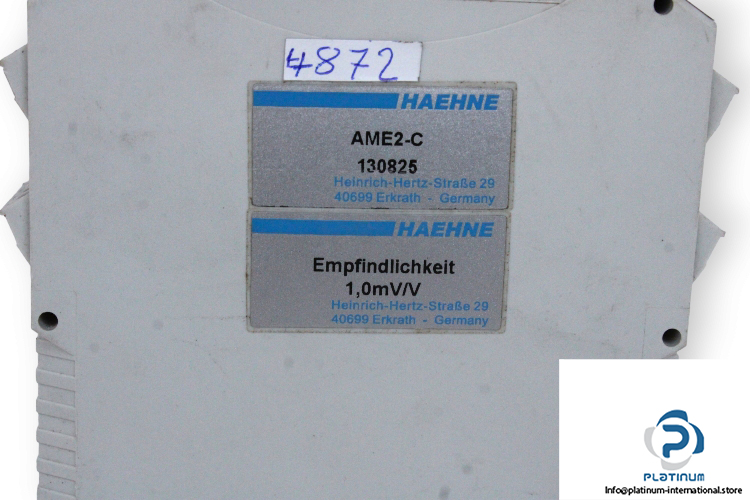 4872
HAEHNE
AME2-C
130825
Heinrich-Hertz-Straße 29
40699 Erkrath - Germany
HAEHNE
Empfindlichkeit
1,0mV/V
Heinrich-Hertz-Straße 29
40699 Erkrath - Germany
PLATINUM
Info@platinum-international.store